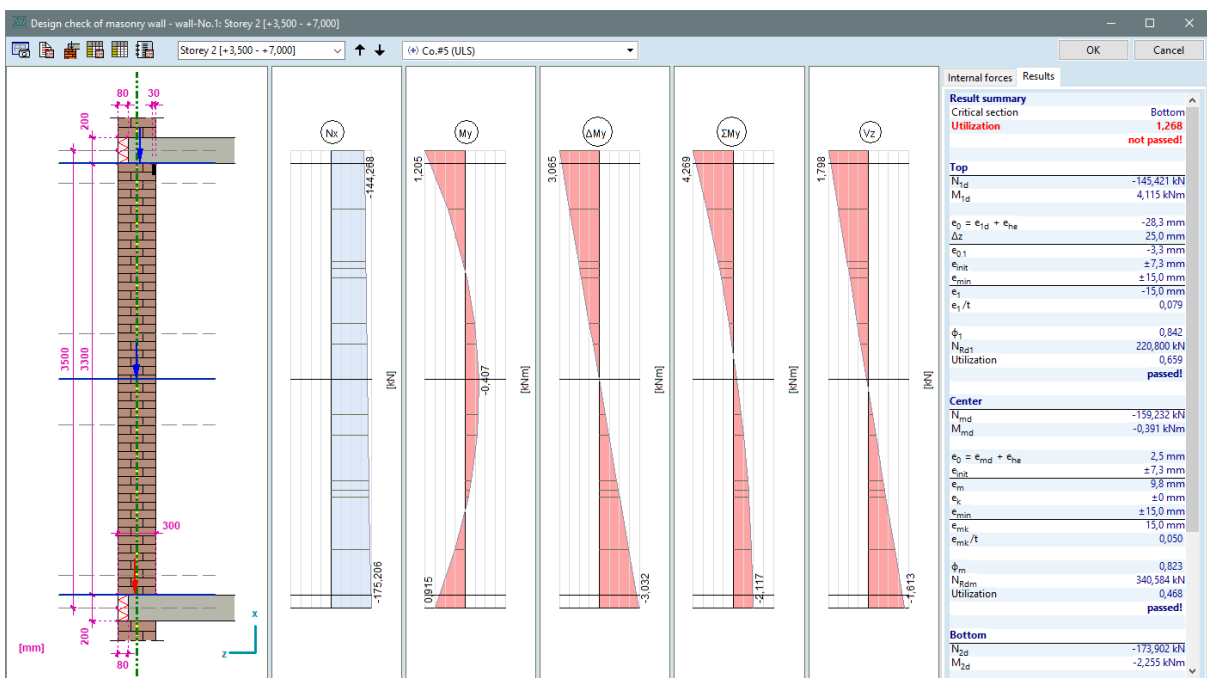 Design check of masonry wall - wall-No.1: Storey 2 [+3,500 - +7,000]
Storey 2 [+3,500 - +7,000]
(+) Co.#5 (ULS)
OK
Cancel
80
30
200
3500
3300
300
200
80
[mm]
x
z
Nx
-144,268
[kN]
-175,206
My
1,205
-0,407
[kNm]
0,915
ΔMy
3,065
[kNm]
-3,032
ΣMy
4,269
[kNm]
-2,117
Vz
1,798
[kN]
-1,613
Internal forces
Results
Result summary
Critical section Bottom
Utilization 1,268
not passed!
Top
N1d -145,421 kN
M1d 4,115 kNm
e0 = e1d + ehe -28,3 mm
Δz 25,0 mm
e0.1 -3,3 mm
einit ±7,3 mm
emin ±15,0 mm
e1 -15,0 mm
e1/t 0,079
ϕ1 0,842
NRd1 220,800 kN
Utilization 0,659
passed!
Center
Nmd -159,232 kN
Mmd -0,391 kNm
e0 = emd + ehe 2,5 mm
einit ±7,3 mm
em 9,8 mm
ek ±0 mm
emin ±15,0 mm
emk 15,0 mm
emk/t 0,050
ϕm 0,823
NRdm 340,584 kN
Utilization 0,468
passed!
Bottom
N2d -173,902 kN
M2d -2,255 kNm